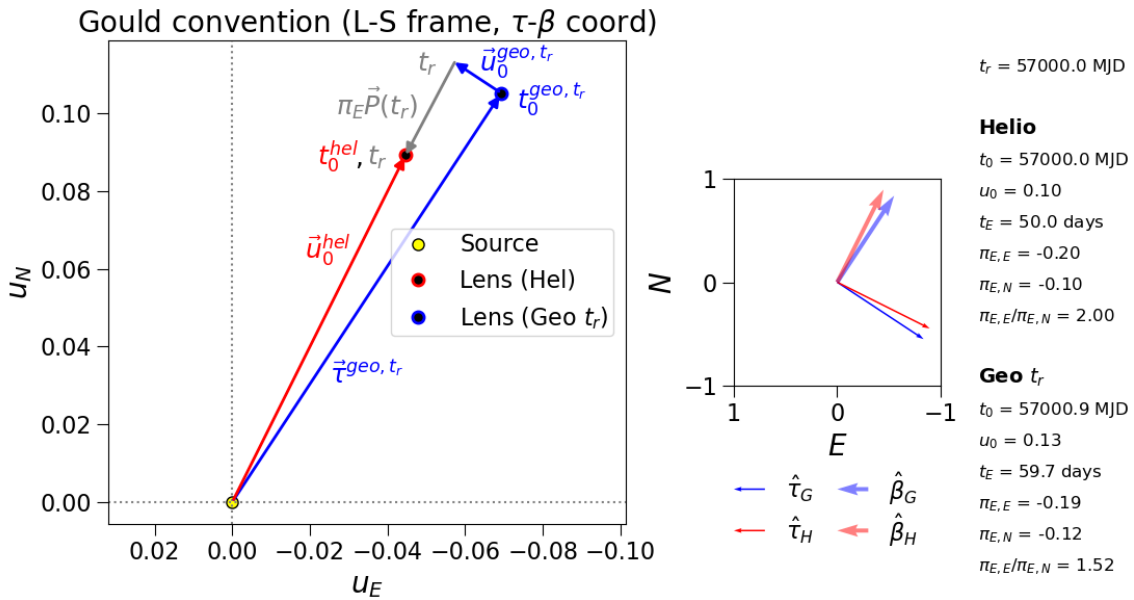 Gould convention (L-S frame, τ-β coord)
u_N
0.10
0.08
0.06
0.04
0.02
0.00
0.02
0.00
−0.02
−0.04
−0.06
−0.08
−0.10
u_E
t_r
u⃗_0^{geo, t_r}
t_0^{geo, t_r}
π_E P⃗(t_r)
t_0^{hel}, t_r
u⃗_0^{hel}
τ⃗^{geo, t_r}
Source
Lens (Hel)
Lens (Geo t_r)
N
1
0
−1
1
0
−1
E
τ̂_G
β̂_G
τ̂_H
β̂_H
t_r = 57000.0 MJD
Helio
t_0 = 57000.0 MJD
u_0 = 0.10
t_E = 50.0 days
π_{E, E} = -0.20
π_{E, N} = -0.10
π_{E, E}/π_{E, N} = 2.00
Geo t_r
t_0 = 57000.9 MJD
u_0 = 0.13
t_E = 59.7 days
π_{E, E} = -0.19
π_{E, N} = -0.12
π_{E, E}/π_{E, N} = 1.52